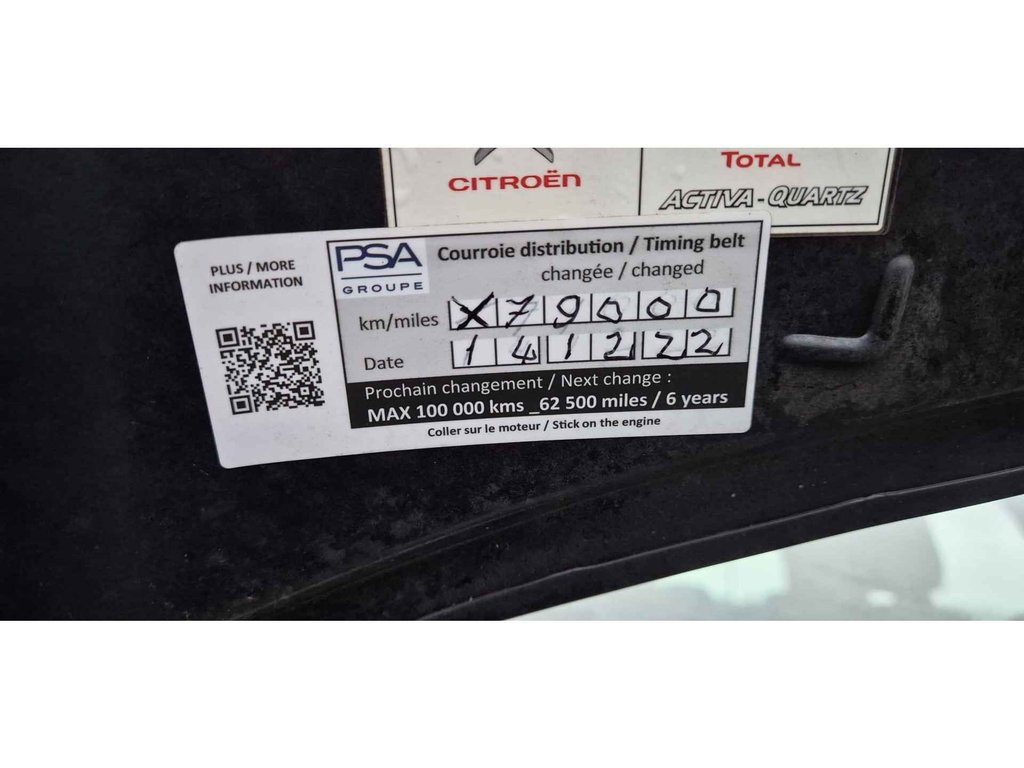 CITROËN
TOTAL
ACTIVA-QUARTZ
PLUS / MORE
INFORMATION
PSA
GROUPE
Courroie distribution / Timing belt
changée / changed
km/miles X79000
Date 141222
Prochain changement / Next change :
MAX 100 000 kms _62 500 miles / 6 years
Coller sur le moteur / Stick on the engine